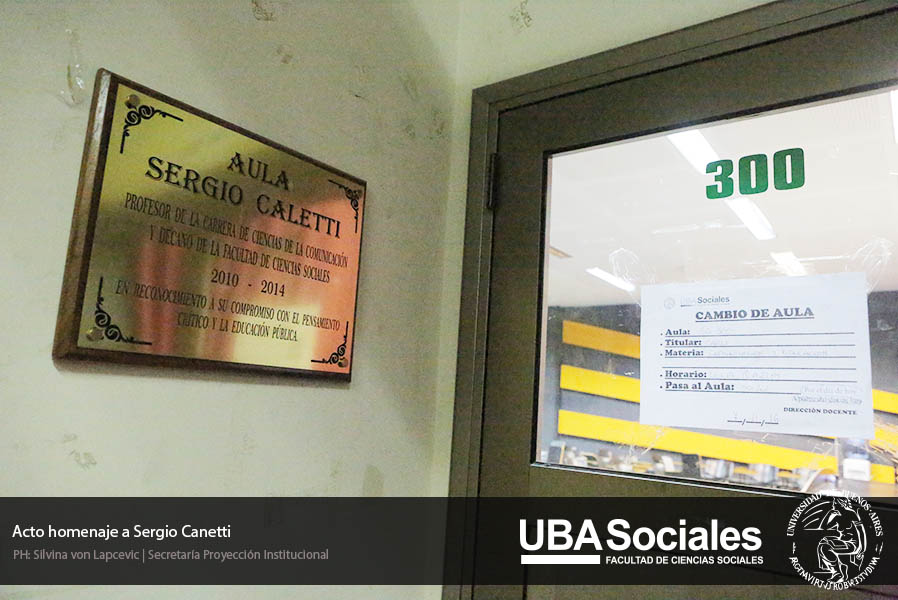 AULA
SERGIO CALETTI
PROFESOR DE LA CARRERA DE CIENCIAS DE LA COMUNICACIÓN
Y DECANO DE LA FACULTAD DE CIENCIAS SOCIALES
2010 - 2014
EN RECONOCIMIENTO A SU COMPROMISO CON EL PENSAMIENTO
CRÍTICO Y LA EDUCACIÓN PÚBLICA.
300
UBASociales
CAMBIO DE AULA
. Aula:
. Titular:
. Materia:
. Horario:
. Pasa al Aula:
DIRECCIÓN DOCENTE
Acto homenaje a Sergio Canetti
PH: Silvina von Lapcevic | Secretaría Proyección Institucional
UBA Sociales
FACULTAD DE CIENCIAS SOCIALES
UNIVERSIDAD DE BUENOS AIRES